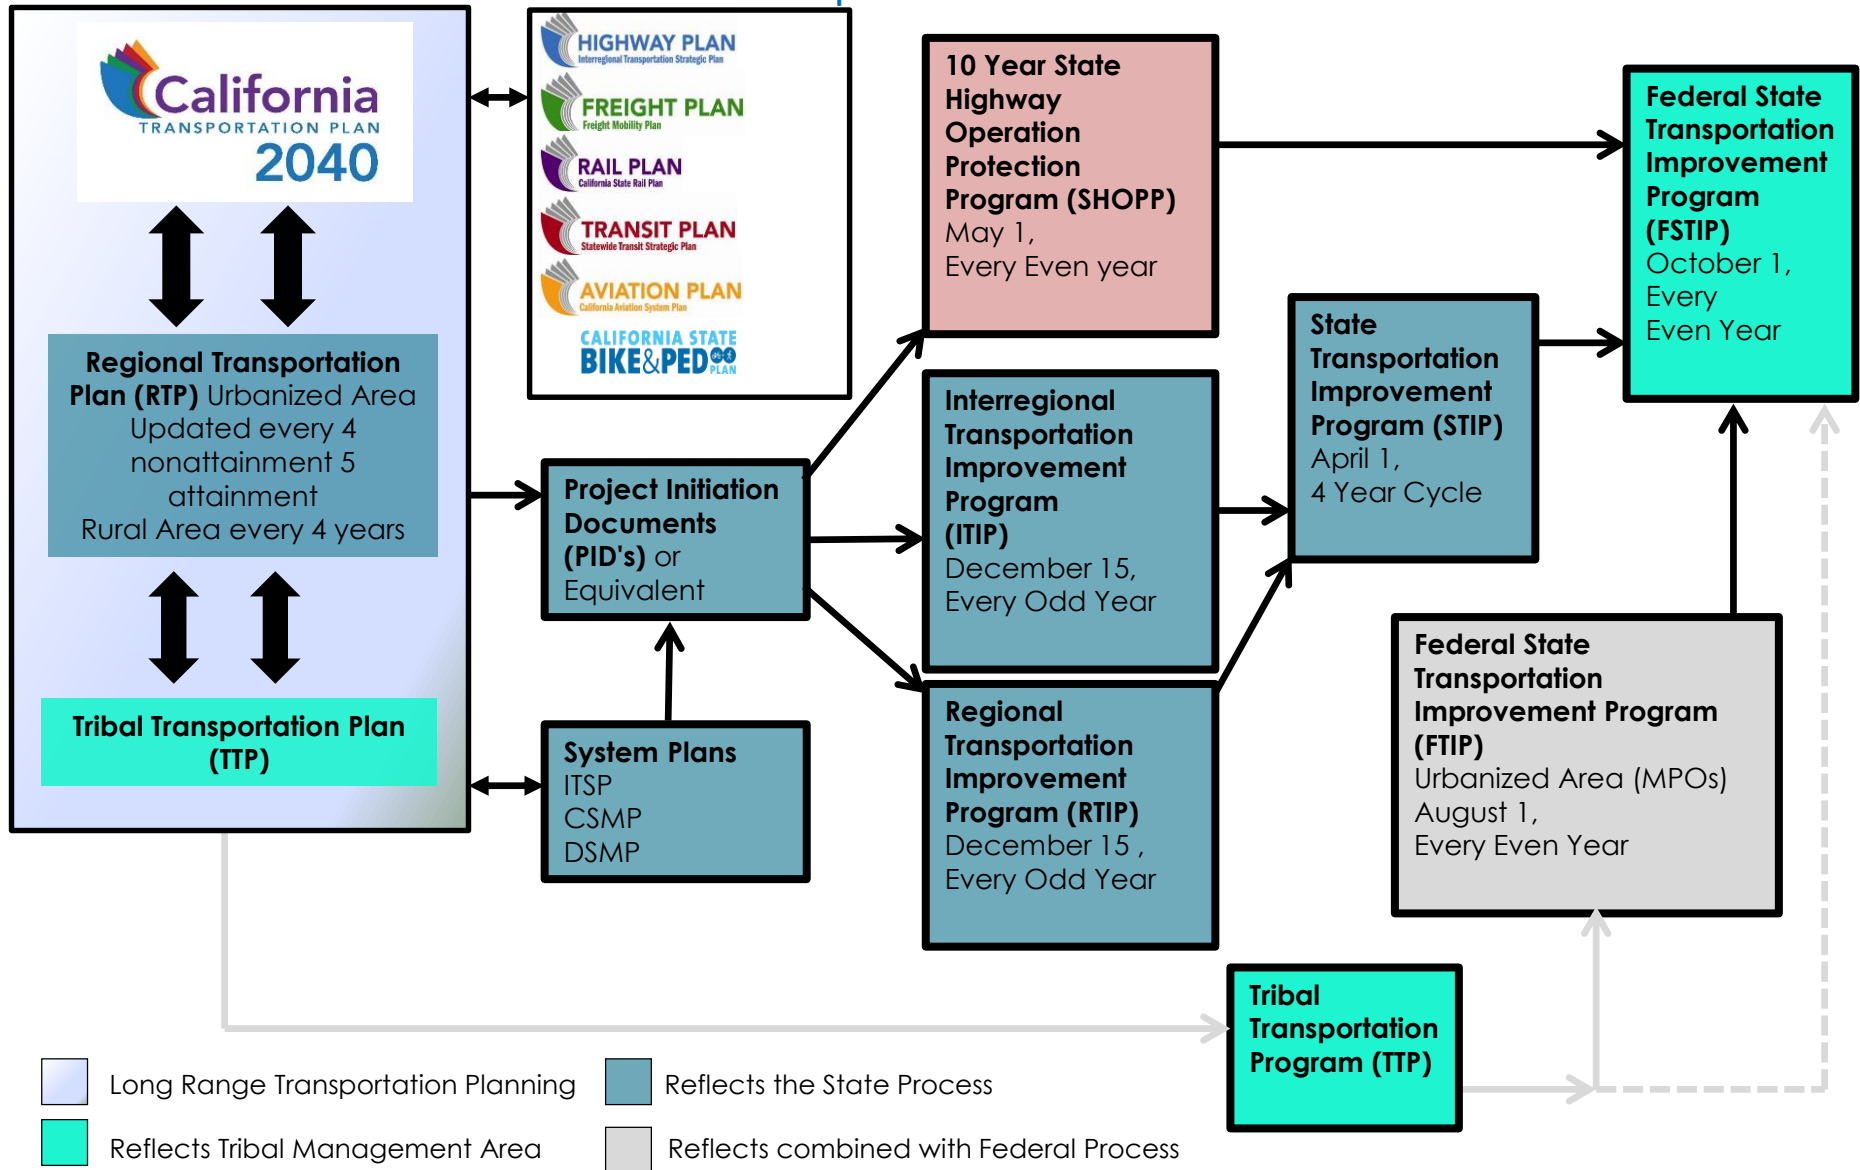 California
TRANSPORTATION PLAN
2040
Regional Transportation
Plan (RTP) Urbanized Area
Updated every 4
nonattainment 5
attainment
Rural Area every 4 years
Tribal Transportation Plan
(TTP)
HIGHWAY PLAN
Interregional Transportation Strategic Plan
FREIGHT PLAN
Freight Mobility Plan
RAIL PLAN
California State Rail Plan
TRANSIT PLAN
Statewide Transit Strategic Plan
AVIATION PLAN
California Aviation System Plan
CALIFORNIA STATE
BIKE&PED
PLAN
Project Initiation
Documents
(PID's) or
Equivalent
System Plans
ITSP
CSMP
DSMP
10 Year State
Highway
Operation
Protection
Program (SHOPP)
May 1,
Every Even year
Interregional
Transportation
Improvement
Program
(ITIP)
December 15,
Every Odd Year
Regional
Transportation
Improvement
Program (RTIP)
December 15 ,
Every Odd Year
State
Transportation
Improvement
Program (STIP)
April 1,
4 Year Cycle
Federal State
Transportation
Improvement
Program
(FSTIP)
October 1,
Every
Even Year
Federal State
Transportation
Improvement Program
(FTIP)
Urbanized Area (MPOs)
August 1,
Every Even Year
Tribal
Transportation
Program (TTP)
Long Range Transportation Planning
Reflects the State Process
Reflects Tribal Management Area
Reflects combined with Federal Process